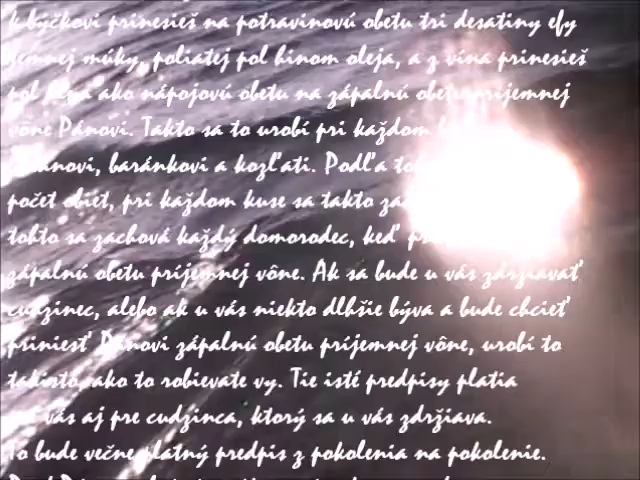 k býčkovi prinesieš na potravinovú obetu tri desatiny efy
jemnej múky, poliatej pol hinom oleja, a z vína prinesieš
pol hína ako nápojovú obetu na zápalnú obetu príjemnej
vône Pánovi. Takto sa to urobí pri každom
baranovi, baránkovi a kozľati. Podľa
počet obiet, pri každom kuse sa takto
tohto sa zachová každý domorodec, keď
zápalnú obetu príjemnej vône. Ak sa bude u vás zdržiavať
cudzinec, alebo ak u vás niekto dlhšie býva a bude chcieť
priniesť Pánovi zápalnú obetu príjemnej vône, urobí to
takisto, ako to robievate vy. Tie isté predpisy platia
vás aj pre cudzinca, ktorý sa u vás zdržiava.
To bude večne platný predpis z pokolenia na pokolenie.